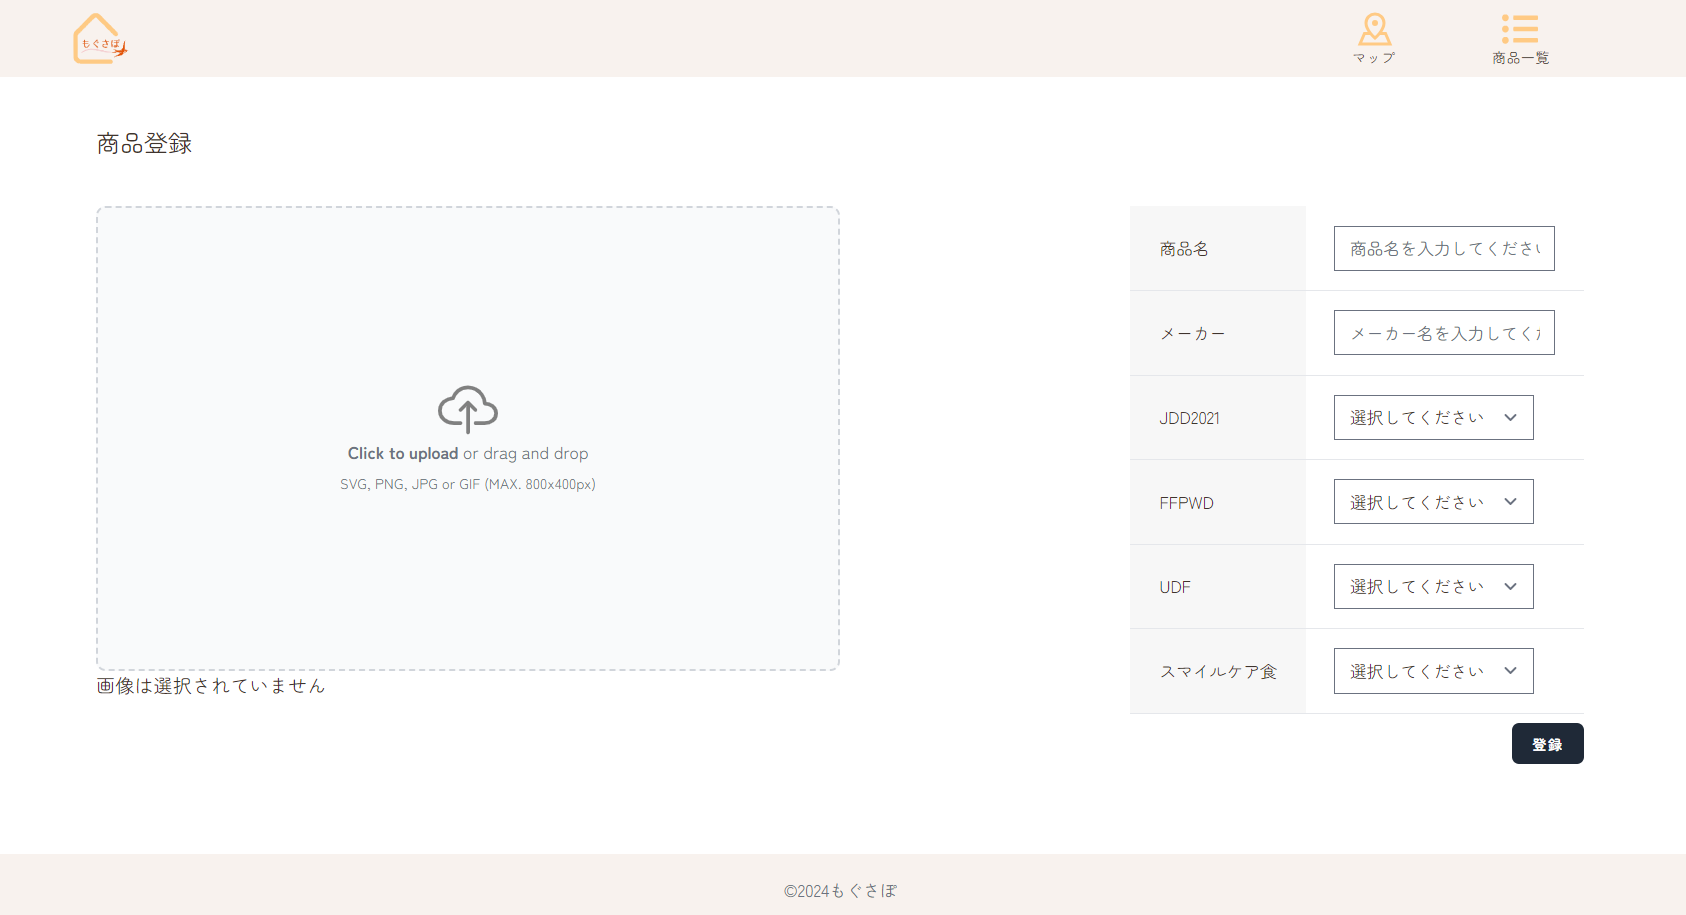 もぐさぽ
マップ
商品一覧
商品登録
Click to upload or drag and drop
SVG, PNG, JPG or GIF (MAX. 800x400px)
画像は選択されていません
商品名
商品名を入力してください
メーカー
メーカー名を入力してくだ
JDD2021
選択してください
FFPWD
選択してください
UDF
選択してください
スマイルケア食
選択してください
登録
©2024もぐさぽ